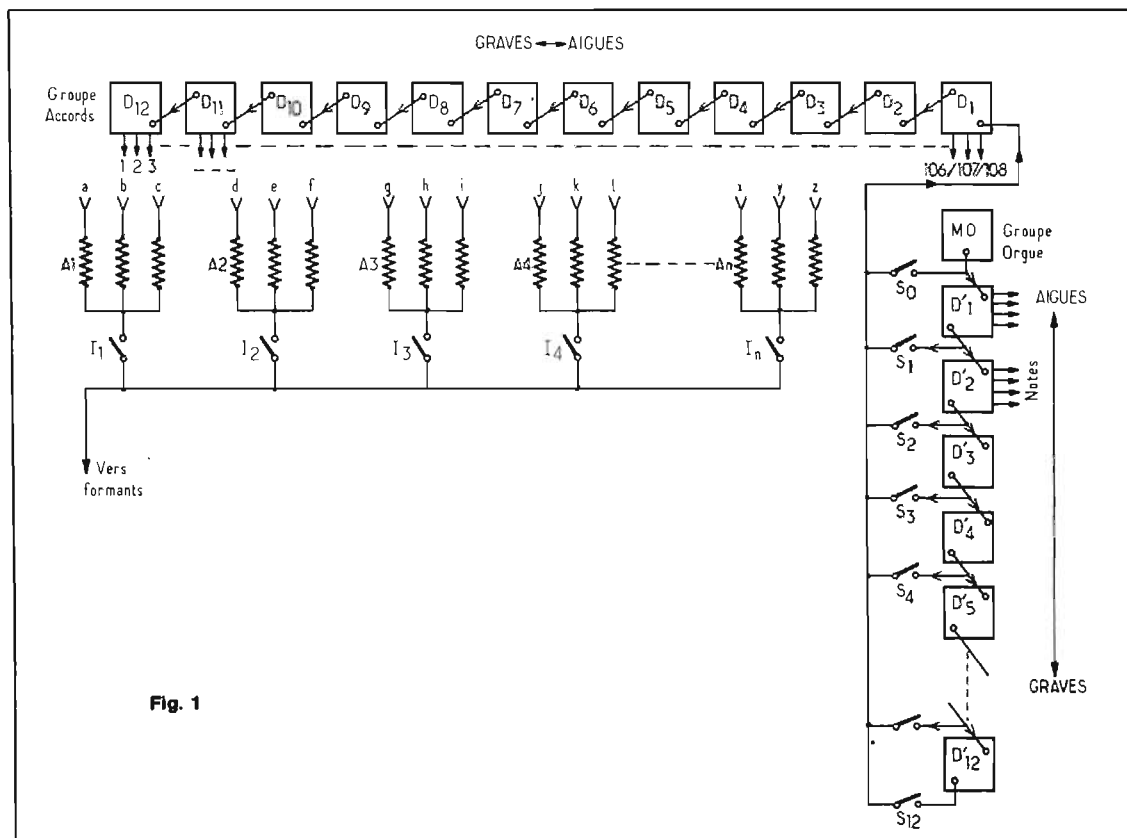 GRAVES ↔ AIGUES
Groupe
Accords
D12 D11 D10 D9 D8 D7 D6 D5 D4 D3 D2 D1
1 2 3
106/107/108
a b c d e f g h i j k l x y z
A1 A2 A3 A4 An
I1 I2 I3 I4 In
Vers
formants
MO
Groupe
Orgue
S0
D'1
AIGUES
S1
D'2
Notes
S2
D'3
S3
D'4
S4
D'5
GRAVES
D'12
S12
Fig. 1